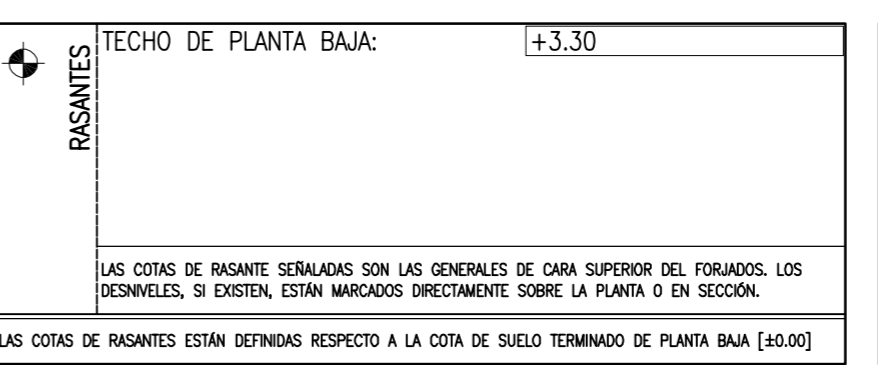 RASANTES
TECHO DE PLANTA BAJA: +3.30
LAS COTAS DE RASANTE SEÑALADAS SON LAS GENERALES DE CARA SUPERIOR DEL FORJADOS. LOS
DESNIVELES, SI EXISTEN, ESTÁN MARCADOS DIRECTAMENTE SOBRE LA PLANTA O EN SECCIÓN.
LAS COTAS DE RASANTES ESTÁN DEFINIDAS RESPECTO A LA COTA DE SUELO TERMINADO DE PLANTA BAJA [±0.00]